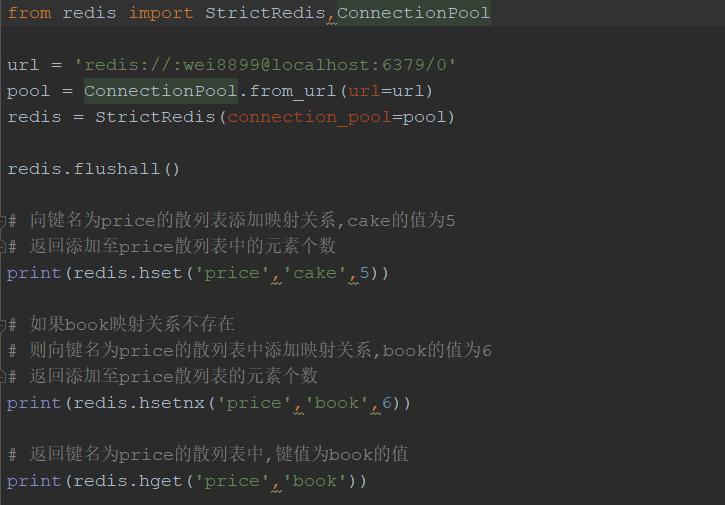 from redis import StrictRedis,ConnectionPool
url = 'redis://:wei8899@localhost:6379/0'
pool = ConnectionPool.from_url(url=url)
redis = StrictRedis(connection_pool=pool)
redis.flushall()
# 向键名为price的散列表添加映射关系,cake的值为5
# 返回添加至price散列表中的元素个数
print(redis.hset('price','cake',5))
# 如果book映射关系不存在
# 则向键名为price的散列表中添加映射关系,book的值为6
# 返回添加至price散列表的元素个数
print(redis.hsetnx('price','book',6))
# 返回键名为price的散列表中,键值为book的值
print(redis.hget('price','book'))